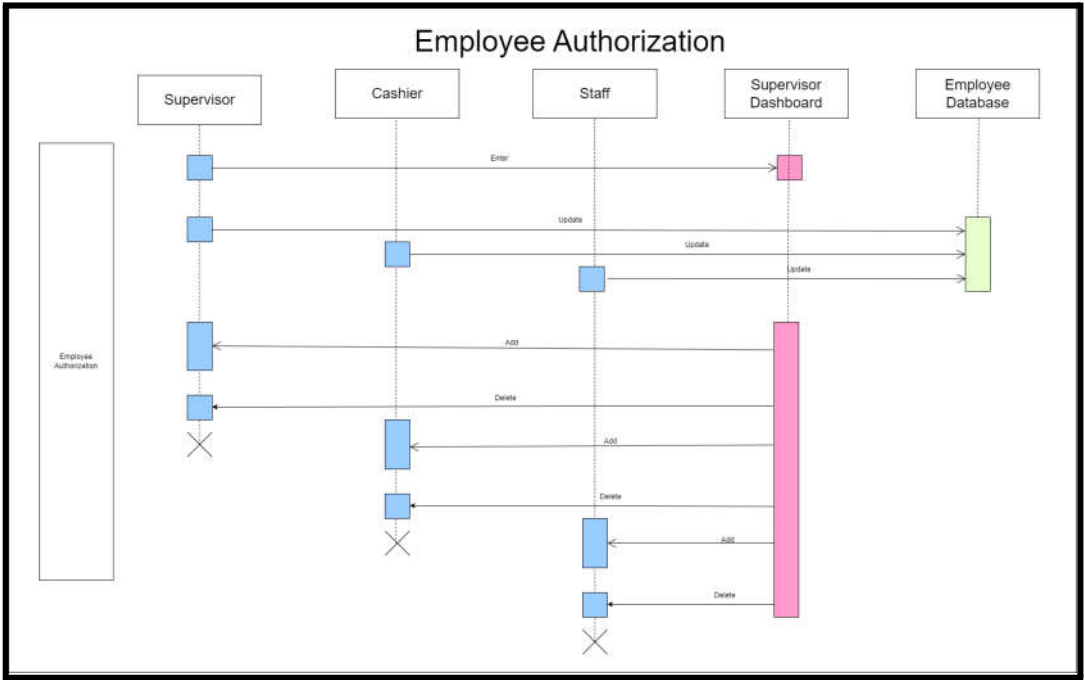 Employee Authorization
Supervisor
Cashier
Staff
Supervisor
Dashboard
Employee
Database
Enter
Update
Update
Update
Add
Employee
Authorization
Delete
Add
Delete
Add
Delete